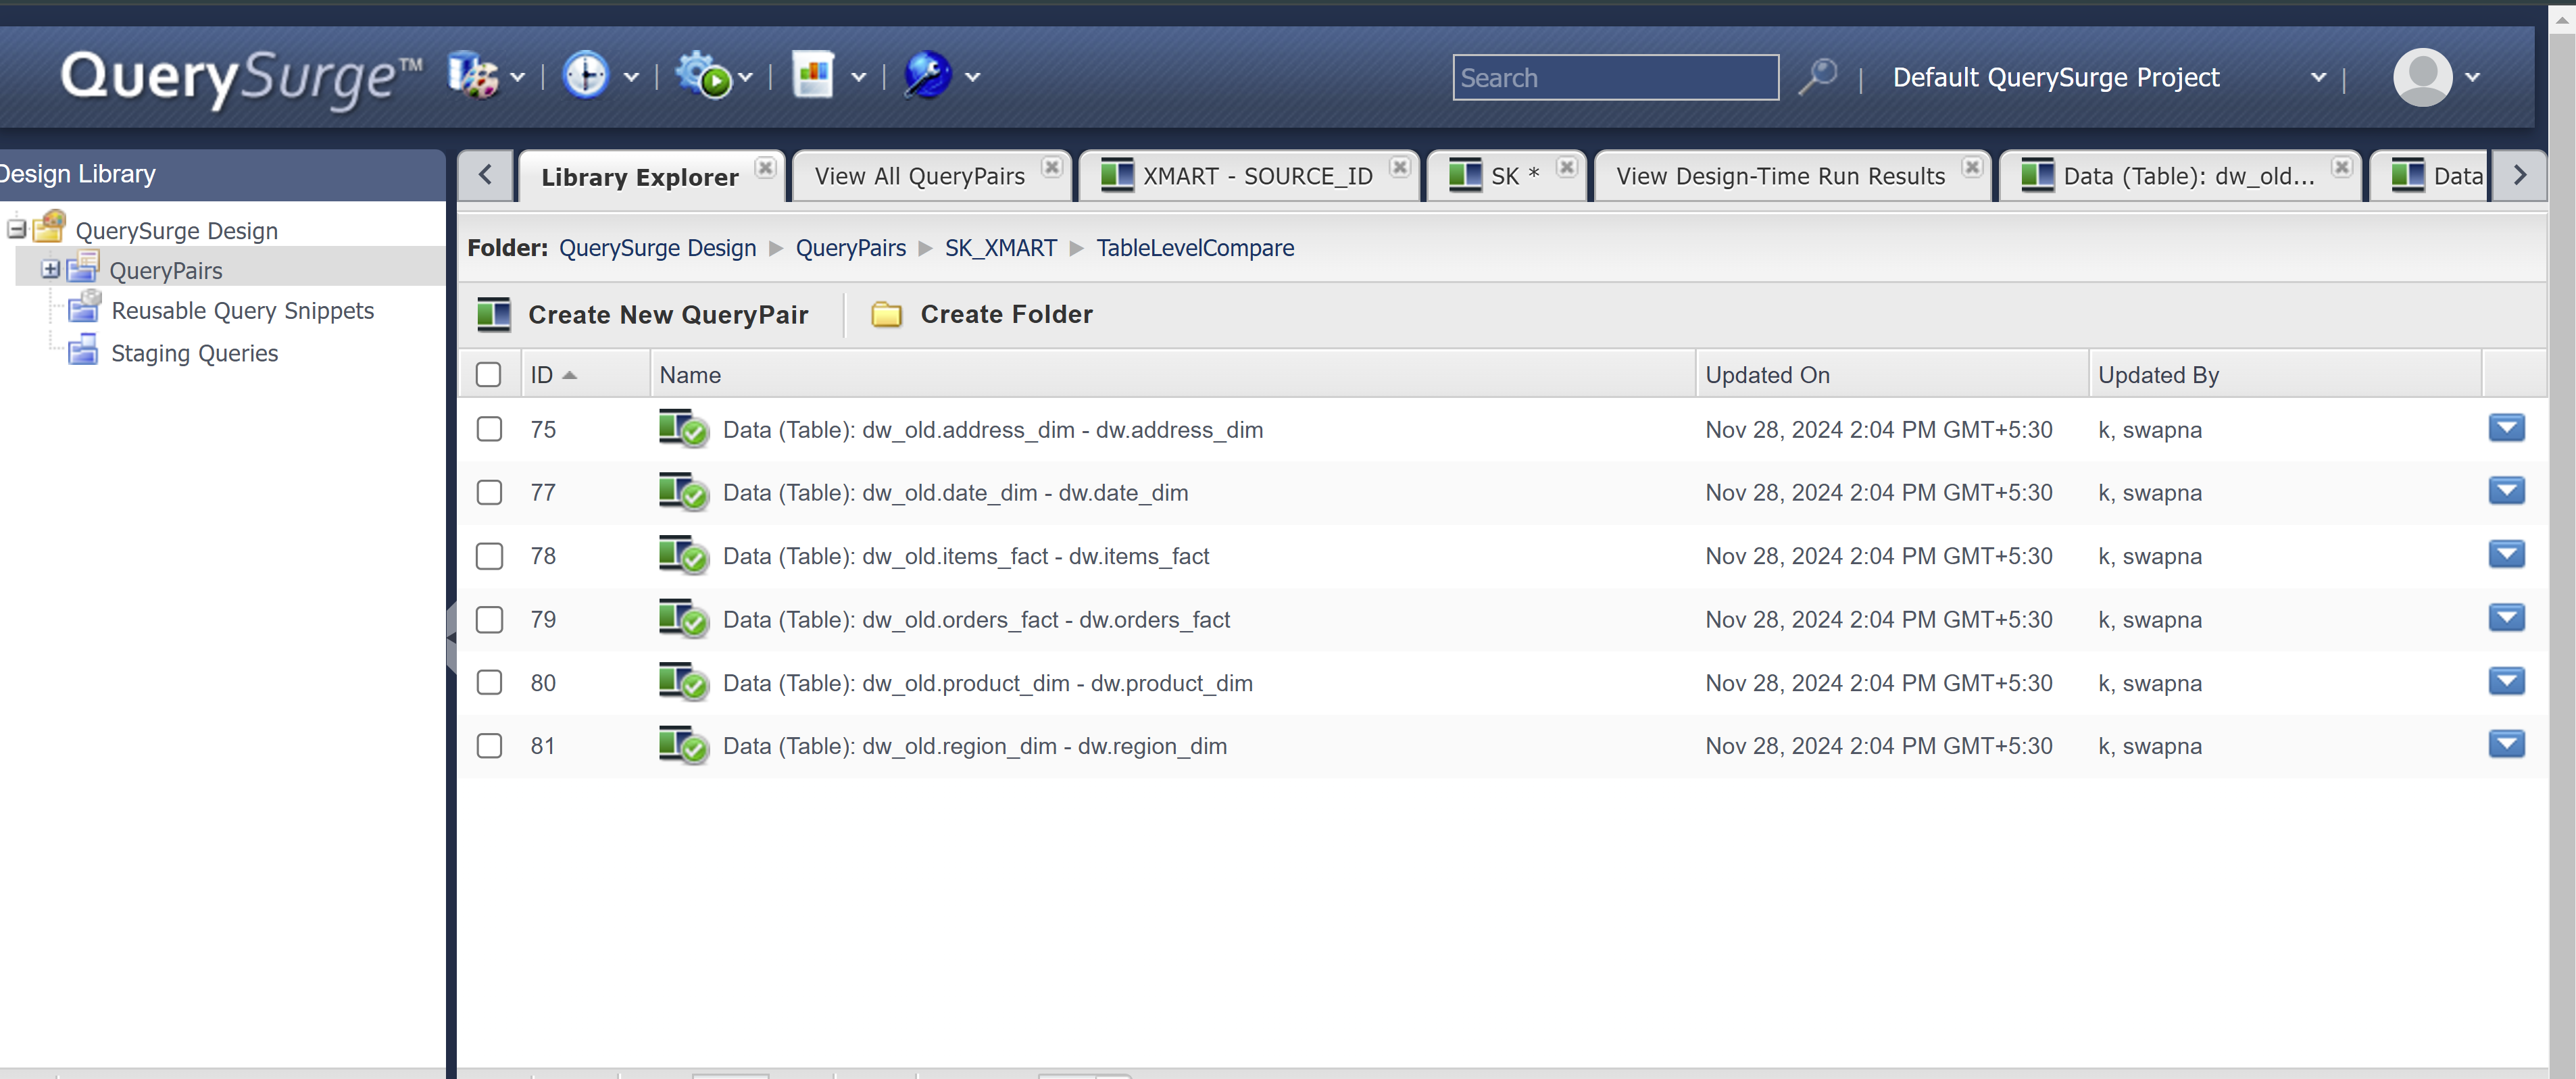 QuerySurge™
Search
Default QuerySurge Project
Design Library
QuerySurge Design
QueryPairs
Reusable Query Snippets
Staging Queries
Library Explorer
View All QueryPairs
XMART - SOURCE_ID
SK *
View Design-Time Run Results
Data (Table): dw_old...
Data
Folder: QuerySurge Design QueryPairs SK_XMART TableLevelCompare
Create New QueryPair
Create Folder
ID Name Updated On Updated By
75 Data (Table): dw_old.address_dim - dw.address_dim Nov 28, 2024 2:04 PM GMT+5:30 k, swapna
77 Data (Table): dw_old.date_dim - dw.date_dim Nov 28, 2024 2:04 PM GMT+5:30 k, swapna
78 Data (Table): dw_old.items_fact - dw.items_fact Nov 28, 2024 2:04 PM GMT+5:30 k, swapna
79 Data (Table): dw_old.orders_fact - dw.orders_fact Nov 28, 2024 2:04 PM GMT+5:30 k, swapna
80 Data (Table): dw_old.product_dim - dw.product_dim Nov 28, 2024 2:04 PM GMT+5:30 k, swapna
81 Data (Table): dw_old.region_dim - dw.region_dim Nov 28, 2024 2:04 PM GMT+5:30 k, swapna